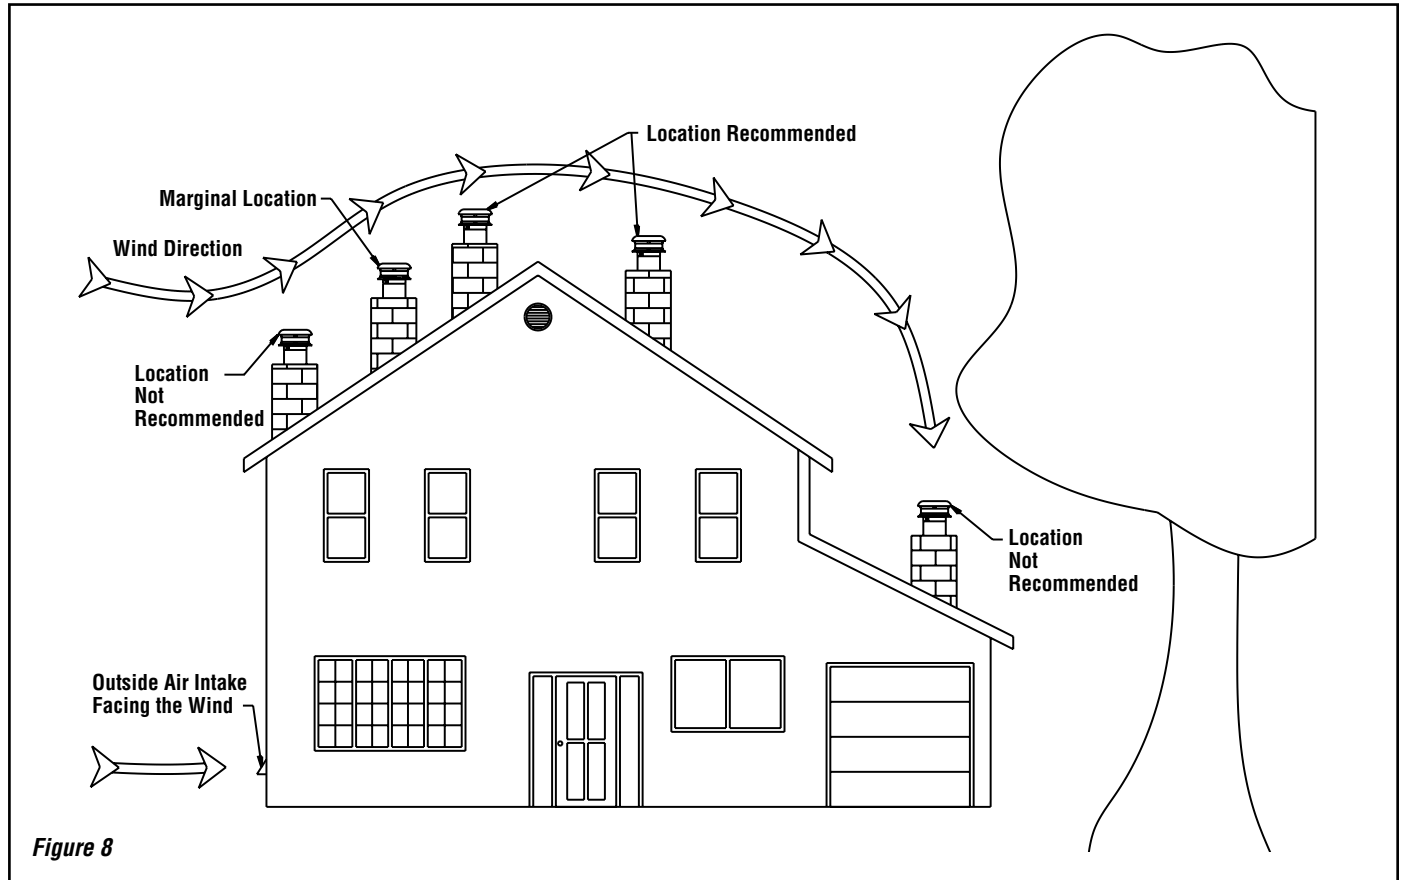 Location Recommended
Marginal Location
Wind Direction
Location
Not
Recommended
Location
Not
Recommended
Outside Air Intake
Facing the Wind
Figure 8